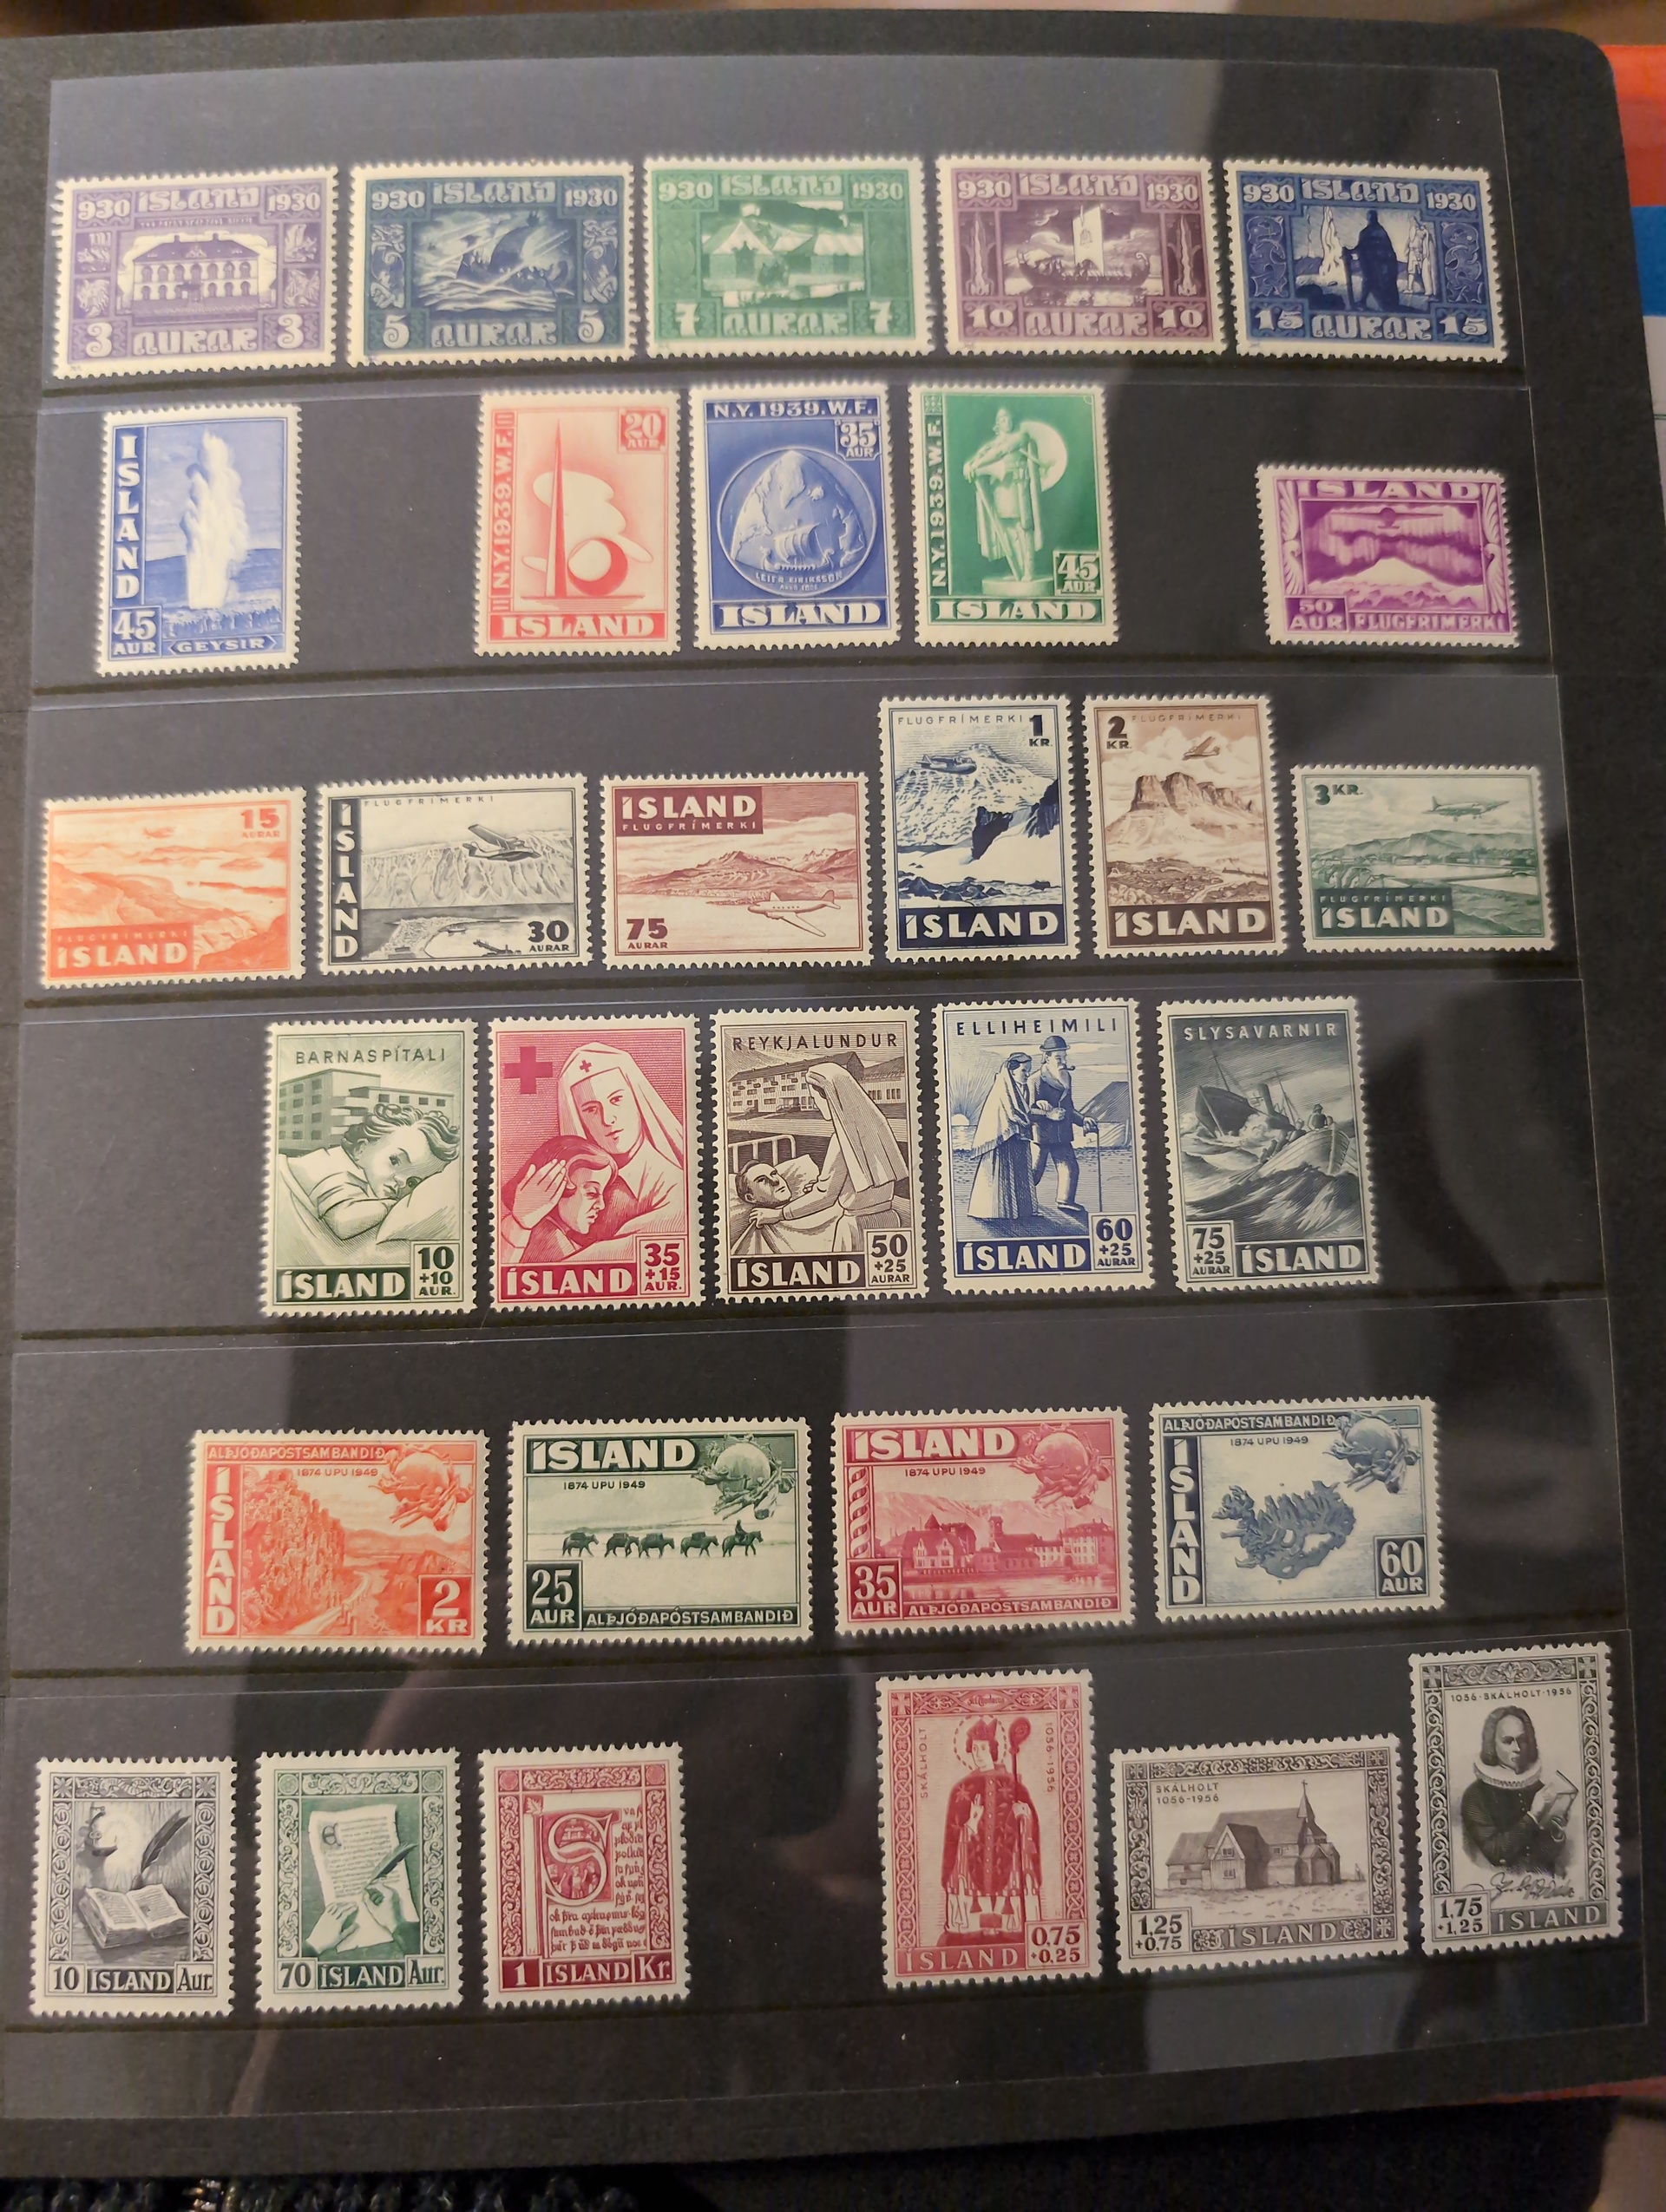 930 ÍSLAND 1930
3 AURAR 3
930 ÍSLAND 1930
5 AURAR 5
930 ÍSLAND 1930
7 AURAR 7
930 ÍSLAND 1930
10 AURAR 10
930 ÍSLAND 1930
15 AURAR 15
ÍSLAND
45
AUR GEYSIR
N.Y. 1939. W.F.
20
AUR
ÍSLAND
N.Y. 1939. W.F.
35
AUR
LEIFR EIRIKSSON
ÍSLAND
N.Y. 1939. W.F.
45
AUR
ÍSLAND
ÍSLAND
50
AUR FLUGFRIMERKI
15
AURAR
FLUGFRÍMERKI
ÍSLAND
FLUGFRÍMERKI
ÍSLAND
30
AURAR
ÍSLAND
FLUGFRÍMERKI
75
AURAR
FLUGFRÍMERKI 1
KR.
ÍSLAND
2 FLUGFRÍMERKI
KR.
ÍSLAND
3 KR.
FLUGFRÍMERKI
ÍSLAND
BARNASPÍTALI
10
+10
ÍSLAND AUR.
35
+15
ÍSLAND AUR.
REYKJALUNDUR
50
+25
ÍSLAND AURAR
ELLIHEIMILI
60
+25
ÍSLAND AURAR
SLYSAVARNIR
75
+25
AURAR ÍSLAND
ALÞJÓÐAPÓSTSAMBANDIÐ
1874 UPU 1949
ÍSLAND
2
KR
ÍSLAND
1874 UPU 1949
25
AUR ALÞJÓÐAPÓSTSAMBANDIÐ
ÍSLAND
1874 UPU 1949
35
AUR ALÞJÓÐAPÓSTSAMBANDIÐ
ALÞJÓÐAPÓSTSAMBANDIÐ
1874 UPU 1949
ÍSLAND
60
AUR
10 ÍSLAND Aur.
70 ÍSLAND Aur.
1 ÍSLAND Kr.
SKÁLHOLT
1056-1956
0.75
+0.25
ÍSLAND
SKÁLHOLT
1056-1956
1.25
+0.75
ÍSLAND
1056-SKÁLHOLT-1956
1.75
+1.25
ÍSLAND